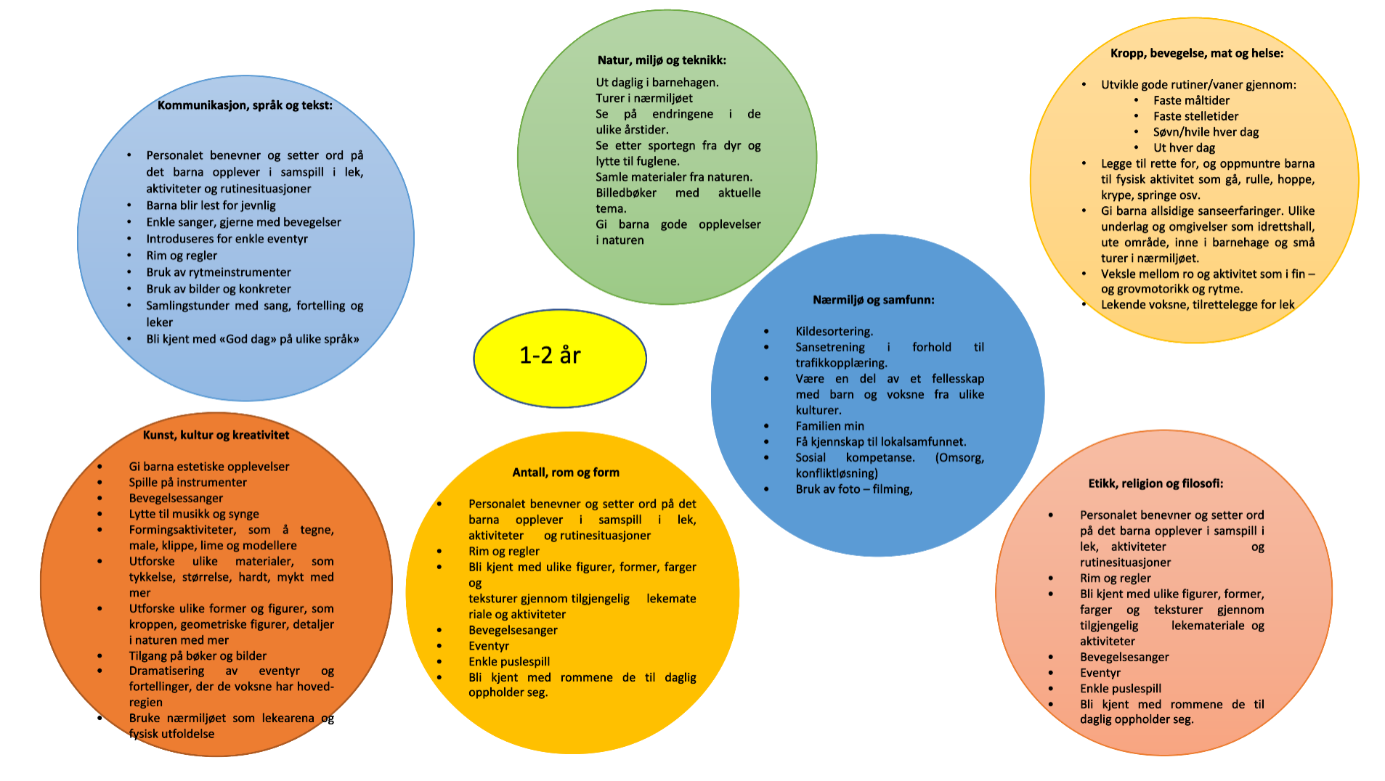 Kommunikasjon, språk og tekst:
• Personalet benevner og setter ord på
det barna opplever i samspill i lek,
aktiviteter og rutinesituasjoner
• Barna blir lest for jevnlig
• Enkle sanger, gjerne med bevegelser
• Introduseres for enkle eventyr
• Rim og regler
• Bruk av rytmeinstrumenter
• Bruk av bilder og konkreter
• Samlingstunder med sang, fortelling og
leker
• Bli kjent med «God dag» på ulike språk»
Natur, miljø og teknikk:
Ut daglig i barnehagen.
Turer i nærmiljøet
Se på endringene i de
ulike årstider.
Se etter sportegn fra dyr og
lytte til fuglene.
Samle materialer fra naturen.
Billedbøker med aktuelle
tema.
Gi barna gode opplevelser
i naturen
Kropp, bevegelse, mat og helse:
• Utvikle gode rutiner/vaner gjennom:
• Faste måltider
• Faste stelletider
• Søvn/hvile hver dag
• Ut hver dag
• Legge til rette for, og oppmuntre barna
til fysisk aktivitet som gå, rulle, hoppe,
krype, springe osv.
• Gi barna allsidige sanseerfaringer. Ulike
underlag og omgivelser som idrettshall,
ute område, inne i barnehage og små
turer i nærmiljøet.
• Veksle mellom ro og aktivitet som i fin –
og grovmotorikk og rytme.
• Lekende voksne, tilrettelegge for lek
1-2 år
Nærmiljø og samfunn:
• Kildesortering.
• Sansetrening i forhold til
trafikkopplæring.
• Være en del av et fellesskap
med barn og voksne fra ulike
kulturer.
• Familien min
• Få kjennskap til lokalsamfunnet.
• Sosial kompetanse. (Omsorg,
konfliktløsning)
• Bruk av foto – filming,
Kunst, kultur og kreativitet
• Gi barna estetiske opplevelser
• Spille på instrumenter
• Bevegelsessanger
• Lytte til musikk og synge
• Formingsaktiviteter, som å tegne,
male, klippe, lime og modellere
• Utforske ulike materialer, som
tykkelse, størrelse, hardt, mykt med
mer
• Utforske ulike former og figurer, som
kroppen, geometriske figurer, detaljer
i naturen med mer
• Tilgang på bøker og bilder
• Dramatisering av eventyr og
fortellinger, der de voksne har hoved-
regien
• Bruke nærmiljøet som lekearena og
fysisk utfoldelse
Antall, rom og form
• Personalet benevner og setter ord på det
barna opplever i samspill i lek,
aktiviteter og rutinesituasjoner
• Rim og regler
• Bli kjent med ulike figurer, former, farger
og
teksturer gjennom tilgjengelig lekemate
riale og aktiviteter
• Bevegelsesanger
• Eventyr
• Enkle puslespill
• Bli kjent med rommene de til daglig
oppholder seg.
Etikk, religion og filosofi:
• Personalet benevner og setter ord
på det barna opplever i samspill i
lek, aktiviteter og
rutinesituasjoner
• Rim og regler
• Bli kjent med ulike figurer, former,
farger og teksturer gjennom
tilgjengelig lekemateriale og
aktiviteter
• Bevegelsesanger
• Eventyr
• Enkle puslespill
• Bli kjent med rommene de til
daglig oppholder seg.